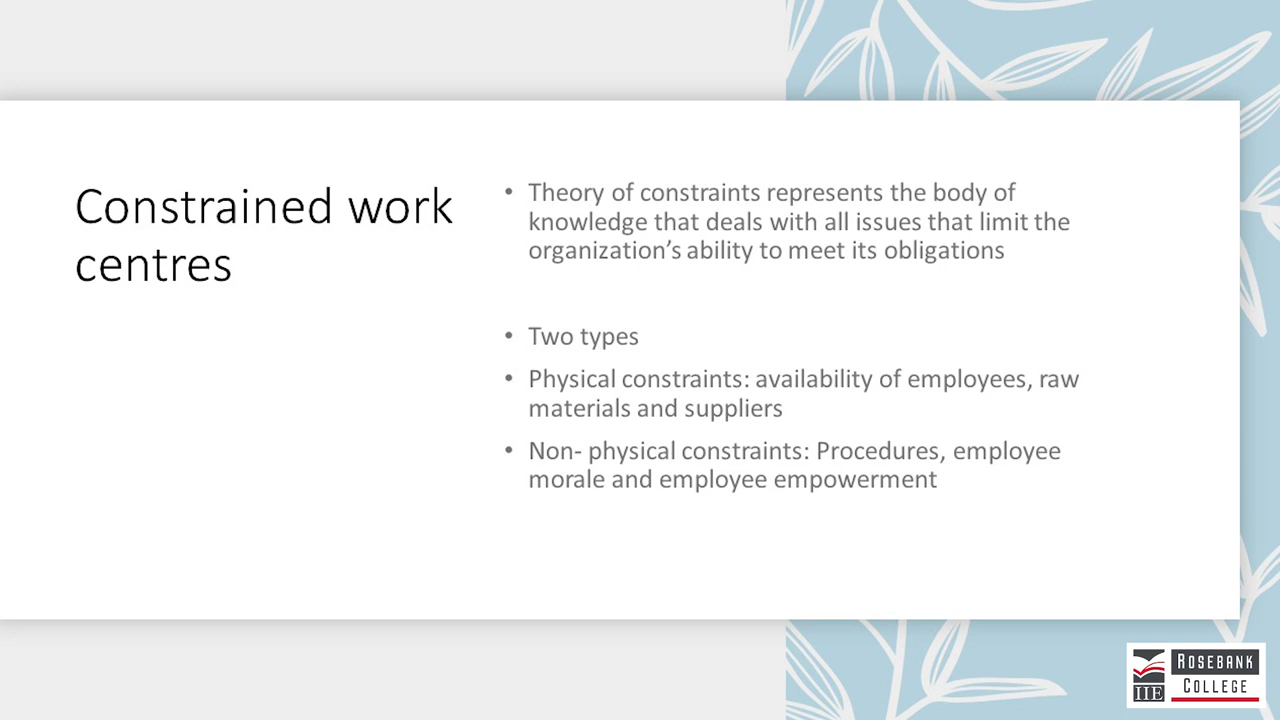 Constrained work
centres
• Theory of constraints represents the body of
knowledge that deals with all issues that limit the
organization's ability to meet its obligations
• Two types
• Physical constraints: availability of employees, raw
materials and suppliers
• Non- physical constraints: Procedures, employee
morale and employee empowerment
IIE
ROSEBANK
COLLEGE